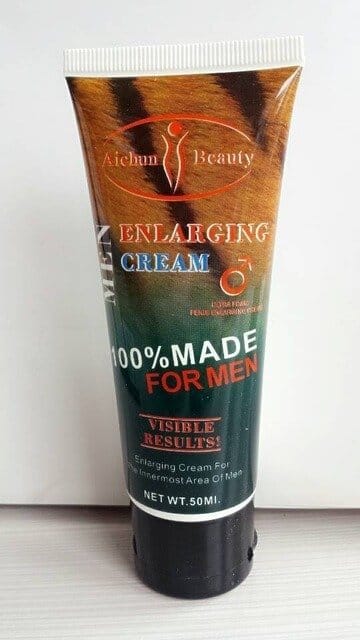 Aichun Beauty
MEN
ENLARGING
CREAM
100%MADE
FOR MEN
VISIBLE
RESULTS!
Enlarging Cream For
Innermost Area Of Men
NET WT.50Ml.